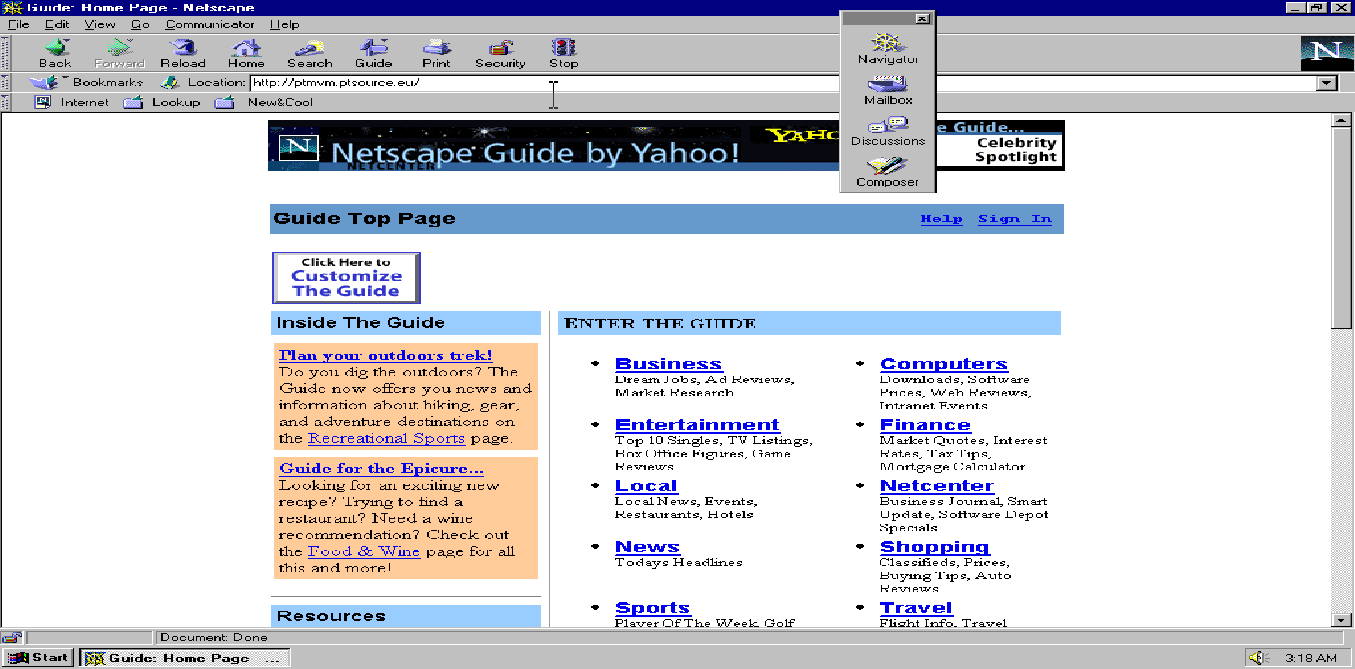 Guide: Home Page - Netscape
File Edit View Go Communicator Help
Back Forward Reload Home Search Guide Print Security Stop
N
Bookmarks Location: http://ptmvm.ptsource.eu/
Internet Lookup New&Cool
Navigator
Mailbox
Discussions
Composer
N Netscape Guide by Yahoo!
NETCENTER
YAHO
e Guide...
Celebrity
Spotlight
Guide Top Page Help Sign In
Click Here to
Customize
The Guide
Inside The Guide
Plan your outdoors trek!
Do you dig the outdoors? The
Guide now offers you news and
information about hiking, gear,
and adventure destinations on
the Recreational Sports page.
Guide for the Epicure...
Looking for an exciting new
recipe? Trying to find a
restaurant? Need a wine
recommendation? Check out
the Food & Wine page for all
this and more!
Resources
ENTER THE GUIDE
Business
Dream Jobs, Ad Reviews,
Market Research
Computers
Downloads, Software
Prices, Web Reviews,
Intranet Events
Entertainment
Top 10 Singles, TV Listings,
Box Office Figures, Game
Reviews
Finance
Market Quotes, Interest
Rates, Tax Tips,
Mortgage Calculator
Local
Local News, Events,
Restaurants, Hotels
Netcenter
Business Journal, Smart
Update, Software Depot
Specials
News
Todays Headlines
Shopping
Classifieds, Prices,
Buying Tips, Auto
Reviews
Sports
Player Of The Week, Golf
Travel
Flight Info, Travel
Document: Done
Start Guide: Home Page ... 3:18 AM